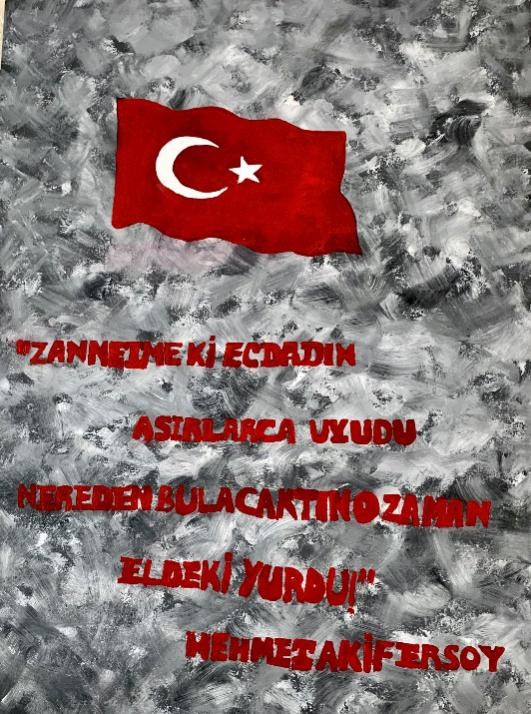 "ZANNETME Kİ ECDADIN
ASIRLARCA UYUDU
NEREDEN BULACAKTIN O ZAMAN
ELDEKİ YURDU!"
MEHMET AKİF ERSOY